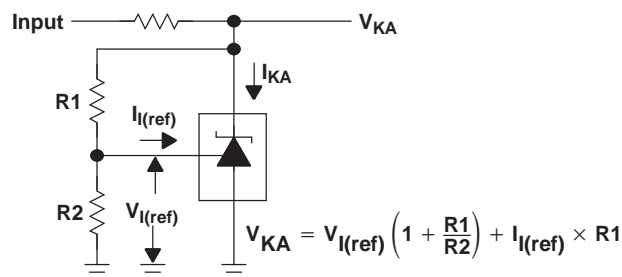 Input
V_KA
I_KA
R1
I_I(ref)
R2
V_I(ref)
V_KA = V_I(ref) (1 + R1/R2) + I_I(ref) × R1